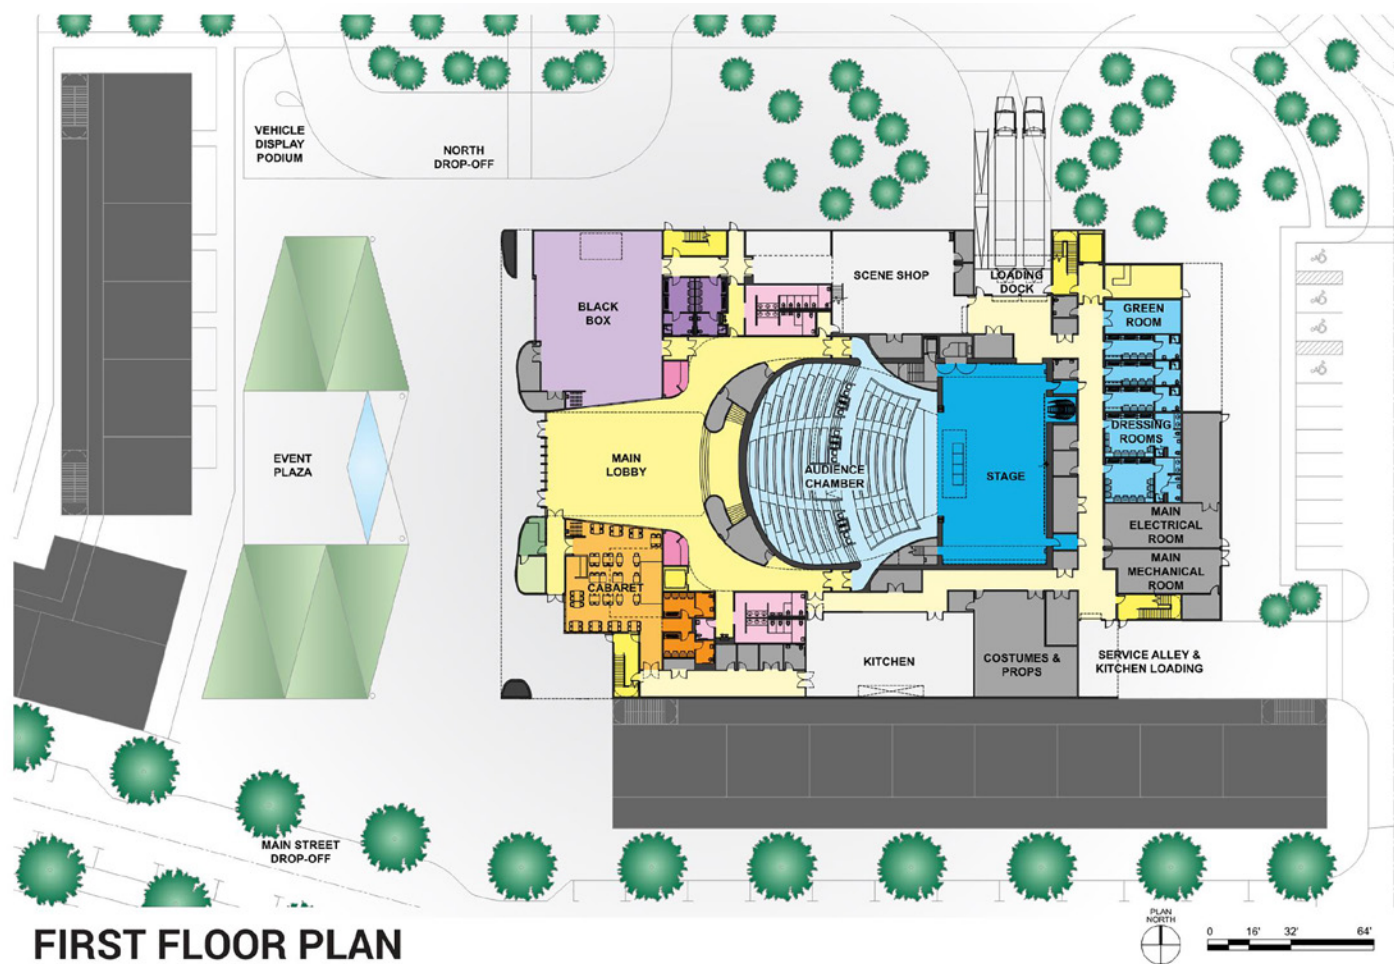 VEHICLE
DISPLAY
PODIUM
NORTH
DROP-OFF
SCENE SHOP
LOADING
DOCK
BLACK
BOX
GREEN
ROOM
EVENT
PLAZA
MAIN
LOBBY
AUDIENCE
CHAMBER
STAGE
DRESSING
ROOMS
MAIN
ELECTRICAL
ROOM
MAIN
MECHANICAL
ROOM
CABARET
KITCHEN
COSTUMES &
PROPS
SERVICE ALLEY &
KITCHEN LOADING
MAIN STREET
DROP-OFF
FIRST FLOOR PLAN
PLAN
NORTH
0 16' 32' 64'